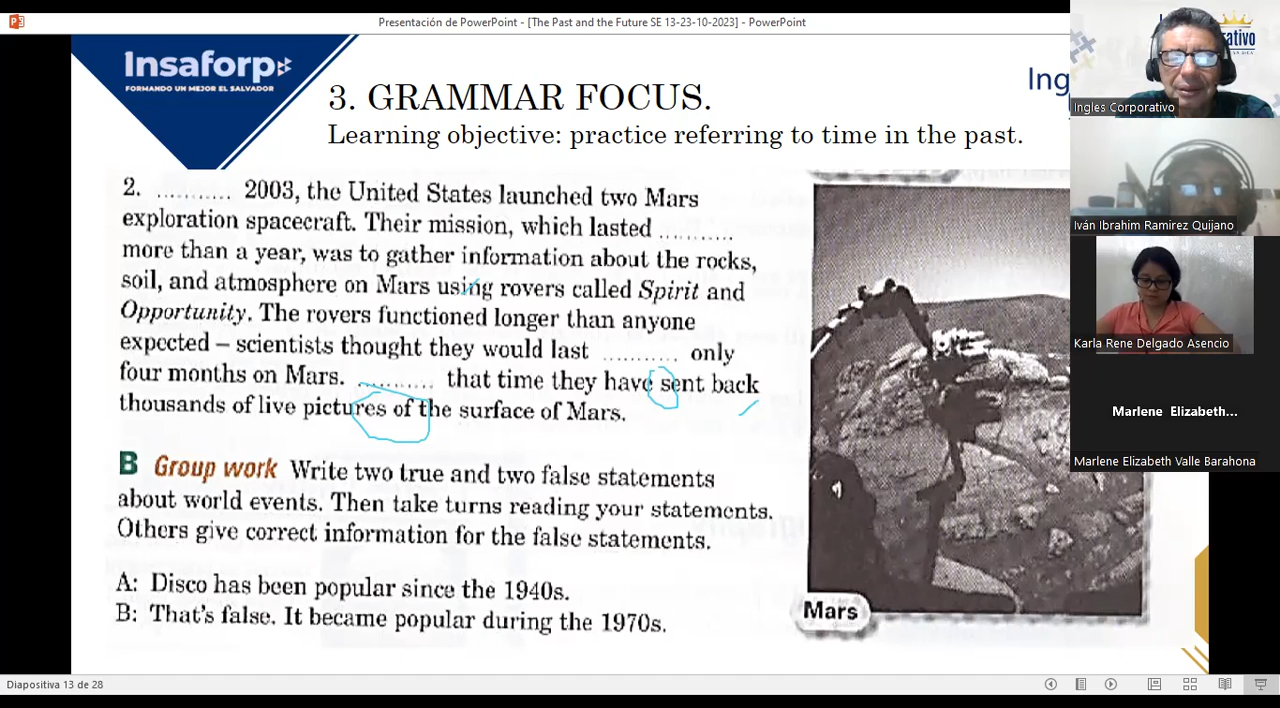 Presentación de PowerPoint - [The Past and the Future SE 13-23-10-2023] - PowerPoint
Insaforp
FORMANDO UN MEJOR EL SALVADOR
3. GRAMMAR FOCUS.
Learning objective: practice referring to time in the past.
2. ........... 2003, the United States launched two Mars
exploration spacecraft. Their mission, which lasted ...........
more than a year, was to gather information about the rocks,
soil, and atmosphere on Mars using rovers called Spirit and
Opportunity. The rovers functioned longer than anyone
expected – scientists thought they would last ........... only
four months on Mars. ........... that time they have sent back
thousands of live pictures of the surface of Mars.
B Group work Write two true and two false statements
about world events. Then take turns reading your statements.
Others give correct information for the false statements.
A: Disco has been popular since the 1940s.
B: That's false. It became popular during the 1970s.
Mars
Ing
Ingles Corporativo
Iván Ibrahim Ramirez Quijano
Karla Rene Delgado Asencio
Marlene Elizabeth...
Marlene Elizabeth Valle Barahona
Diapositiva 13 de 28